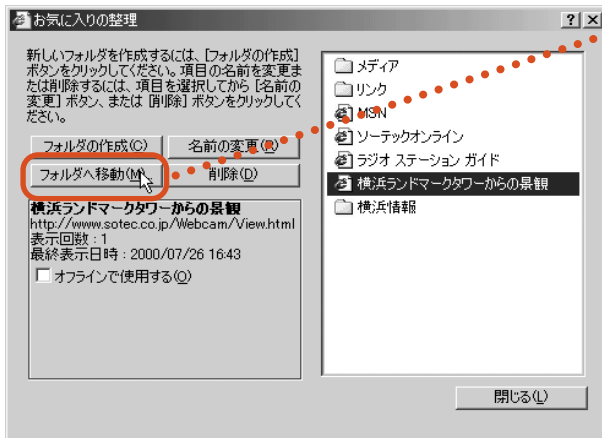 お気に入りの整理
新しいフォルダを作成するには、[フォルダの作成]
ボタンをクリックしてください。項目の名前を変更ま
たは削除するには、項目を選択してから [名前の
変更] ボタン、または [削除] ボタンをクリックしてく
ださい。
フォルダの作成(C) 名前の変更(R)
フォルダへ移動(M) 削除(D)
横浜ランドマークタワーからの景観
http://www.sotec.co.jp/Webcam/View.html
表示回数 : 1
最終表示日時 : 2000/07/26 16:43
オフラインで使用する(O)
メディア
リンク
MSN
ソーテックオンライン
ラジオ ステーション ガイド
横浜ランドマークタワーからの景観
横浜情報
閉じる(L)